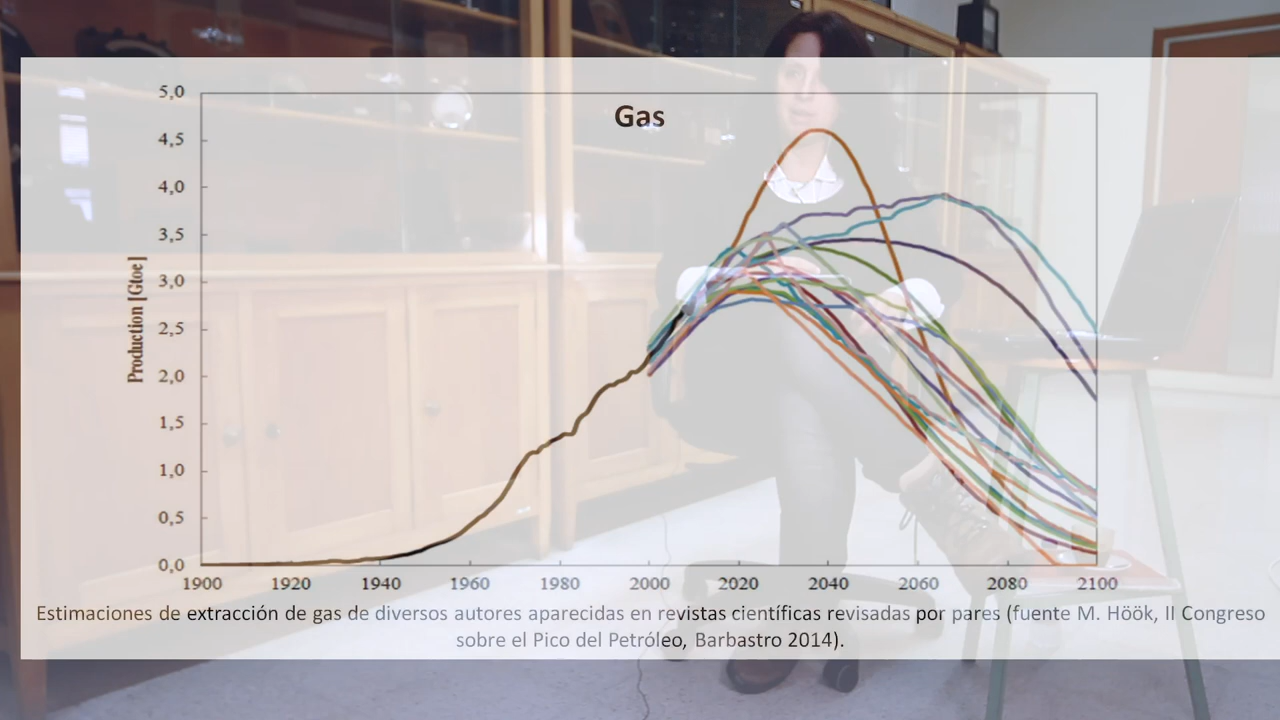 Gas
Production [Gtoe]
5,0
4,5
4,0
3,5
3,0
2,5
2,0
1,5
1,0
0,5
0,0
1900 1920 1940 1960 1980 2000 2020 2040 2060 2080 2100
Estimaciones de extracción de gas de diversos autores aparecidas en revistas científicas revisadas por pares (fuente M. Höök, II Congreso
sobre el Pico del Petróleo, Barbastro 2014).